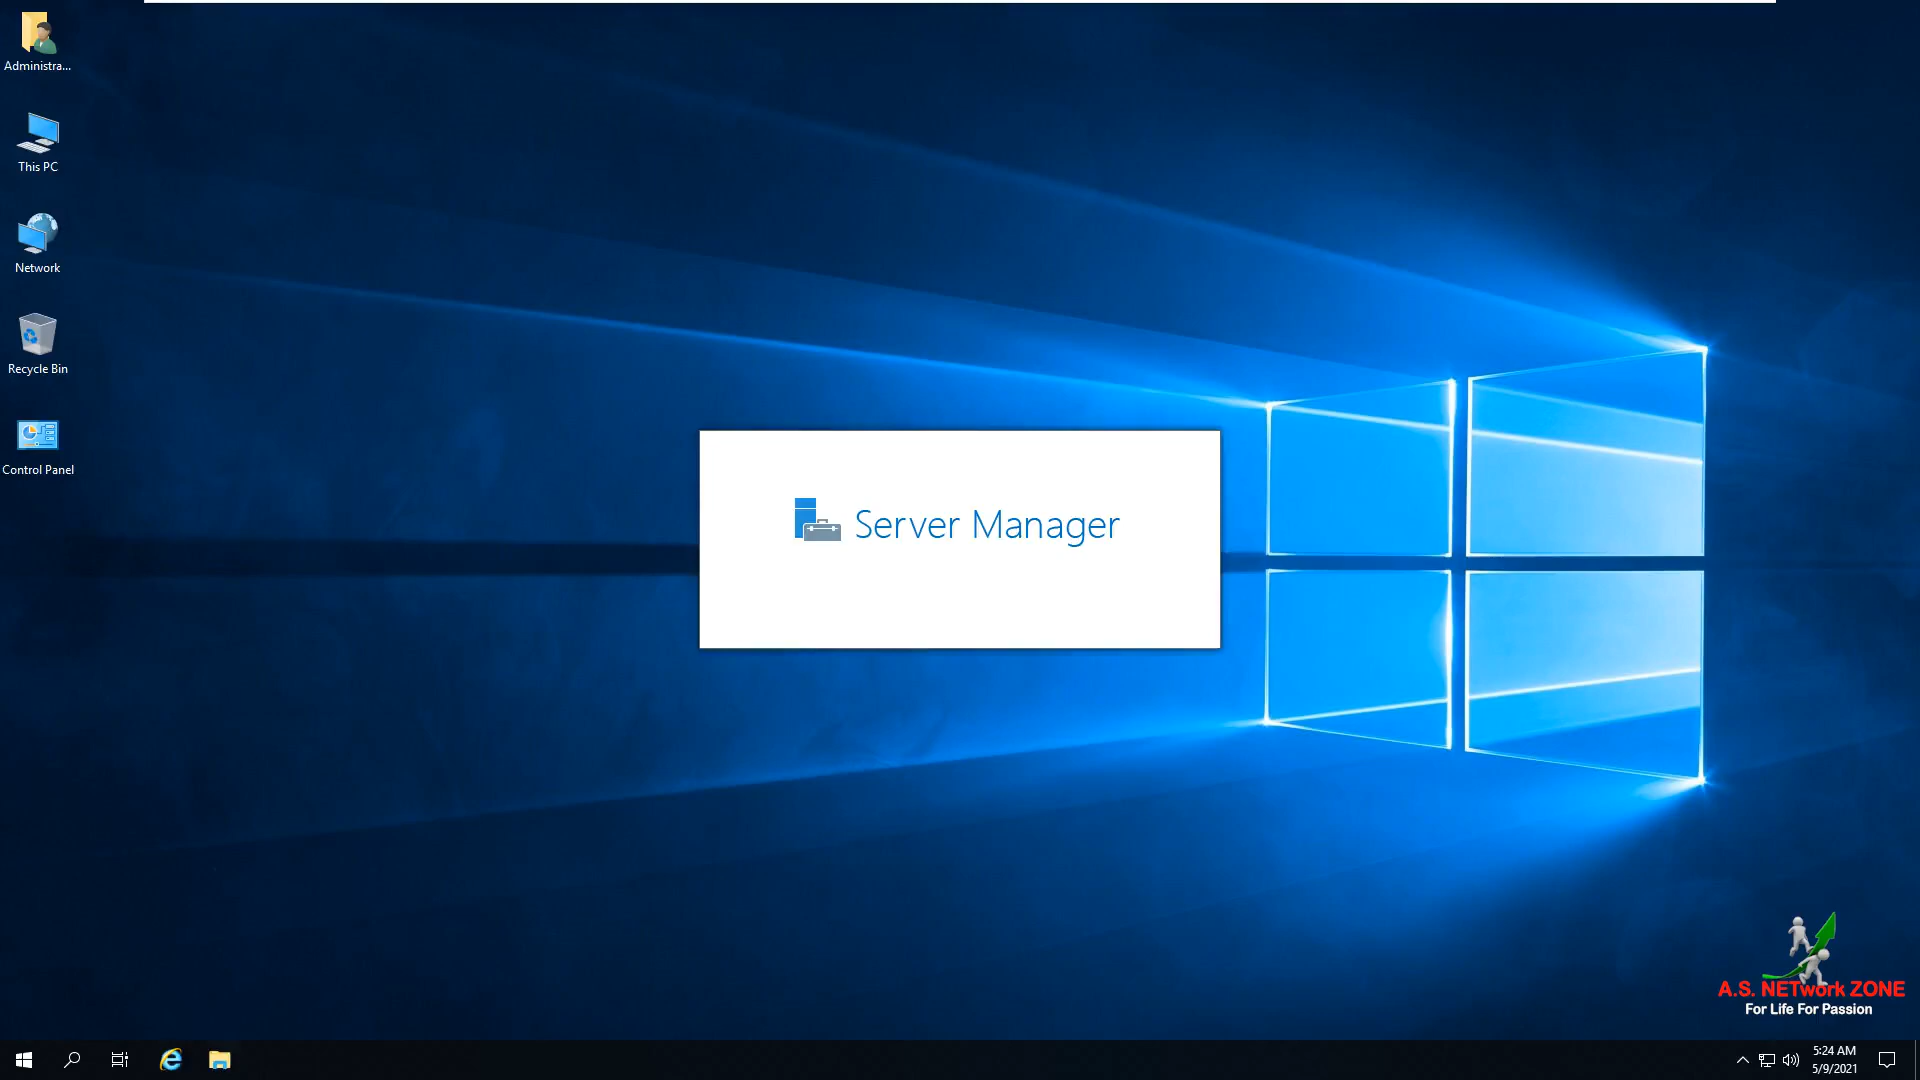 Administra...
This PC
Network
Recycle Bin
Control Panel
Server Manager
A.S. NETwork ZONE
For Life For Passion
5:24 AM
5/9/2021